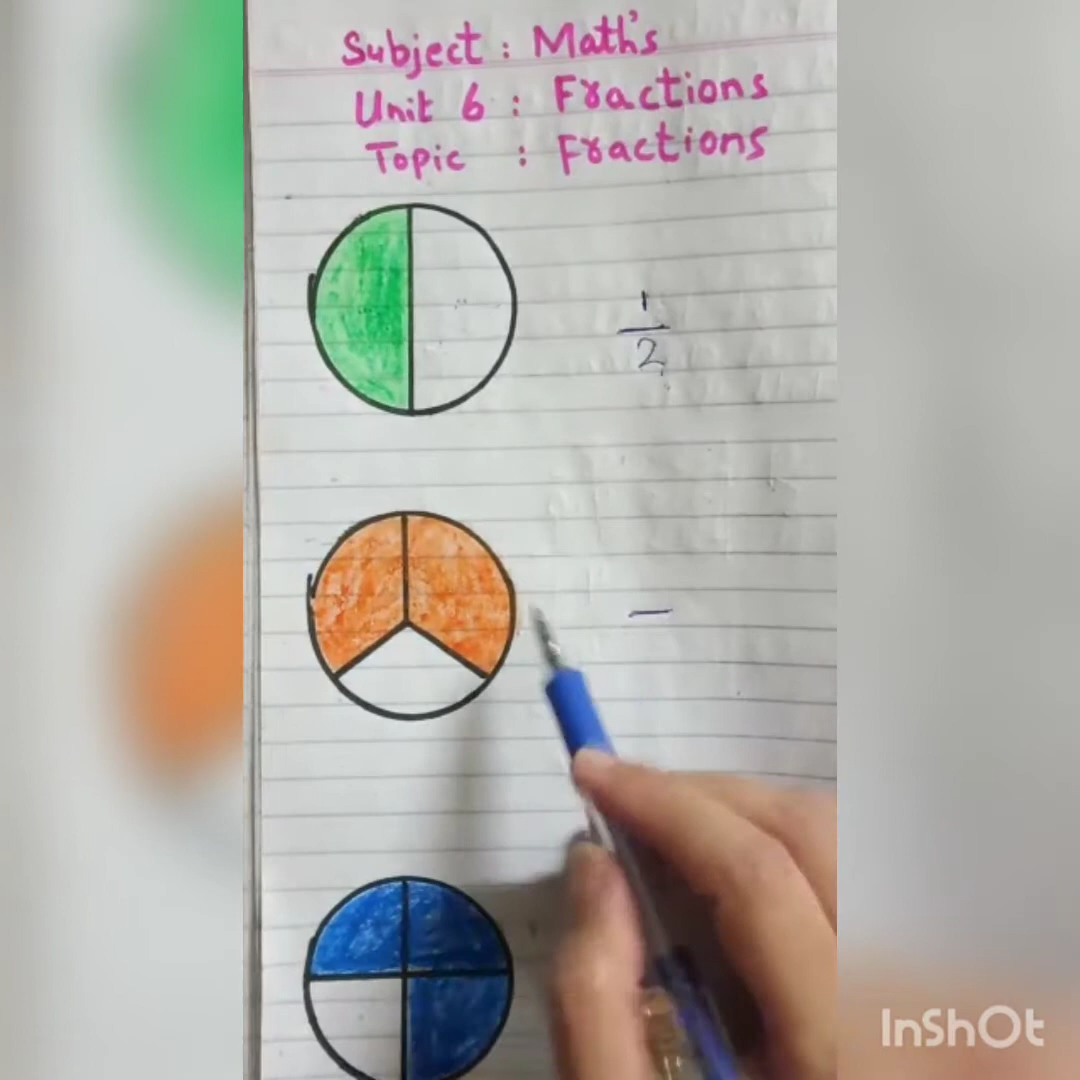 Subject : Math's
Unit 6 : Fractions
Topic : Fractions
1
2
InShOt